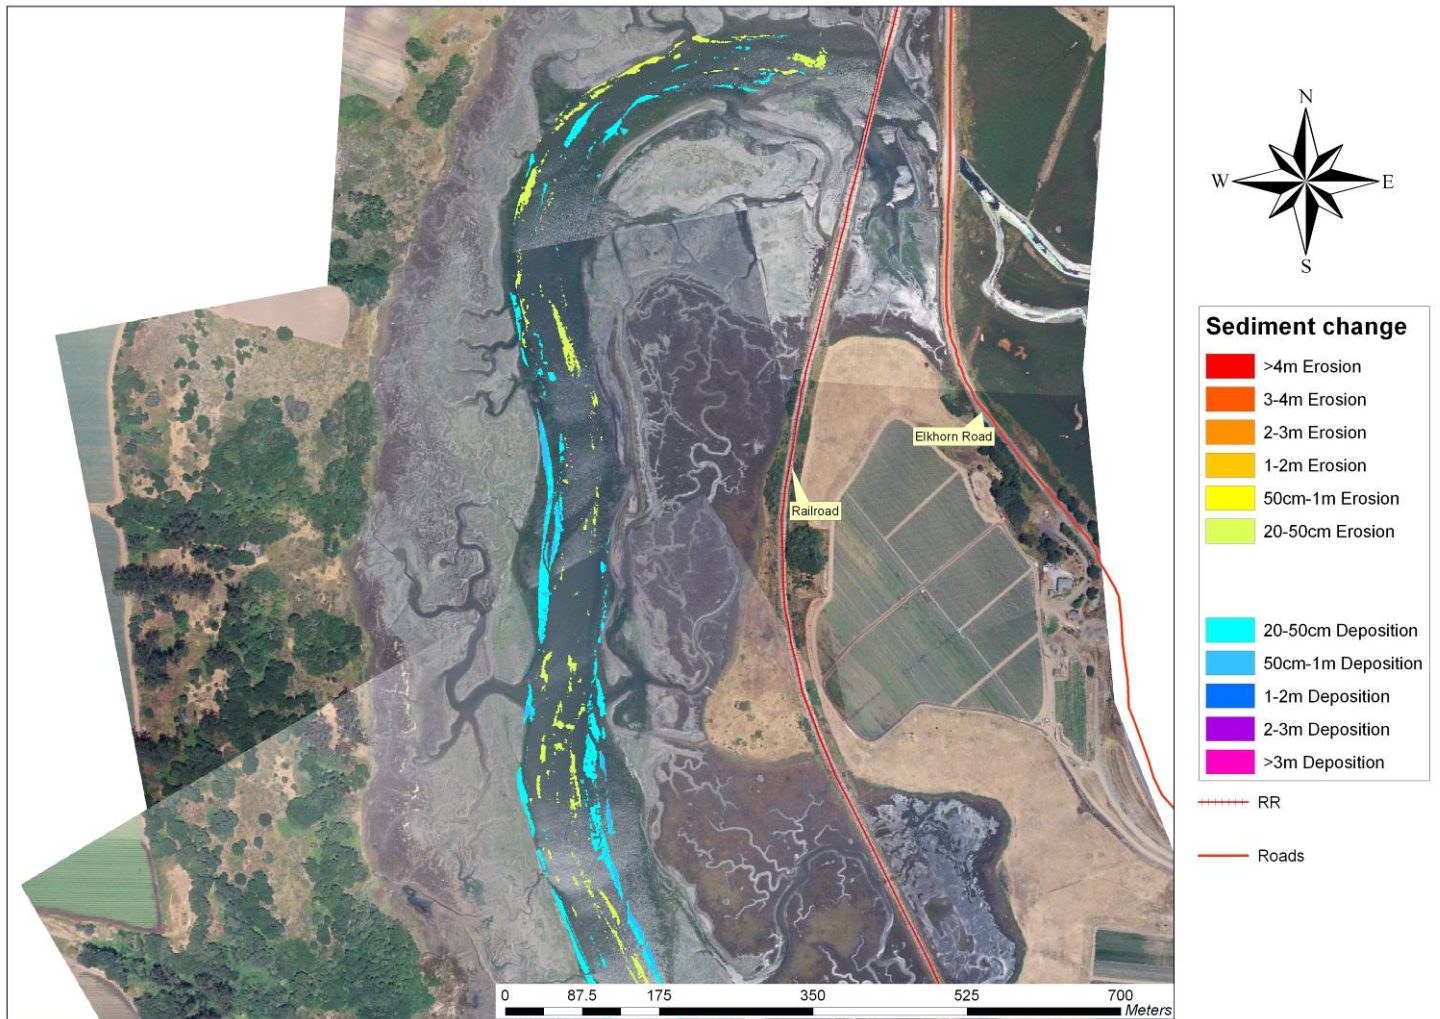 N
W
E
S
Sediment change
>4m Erosion
3-4m Erosion
2-3m Erosion
1-2m Erosion
50cm-1m Erosion
20-50cm Erosion
20-50cm Deposition
50cm-1m Deposition
1-2m Deposition
2-3m Deposition
>3m Deposition
RR
Roads
Elkhorn Road
Railroad
0 87.5 175 350 525 700
Meters